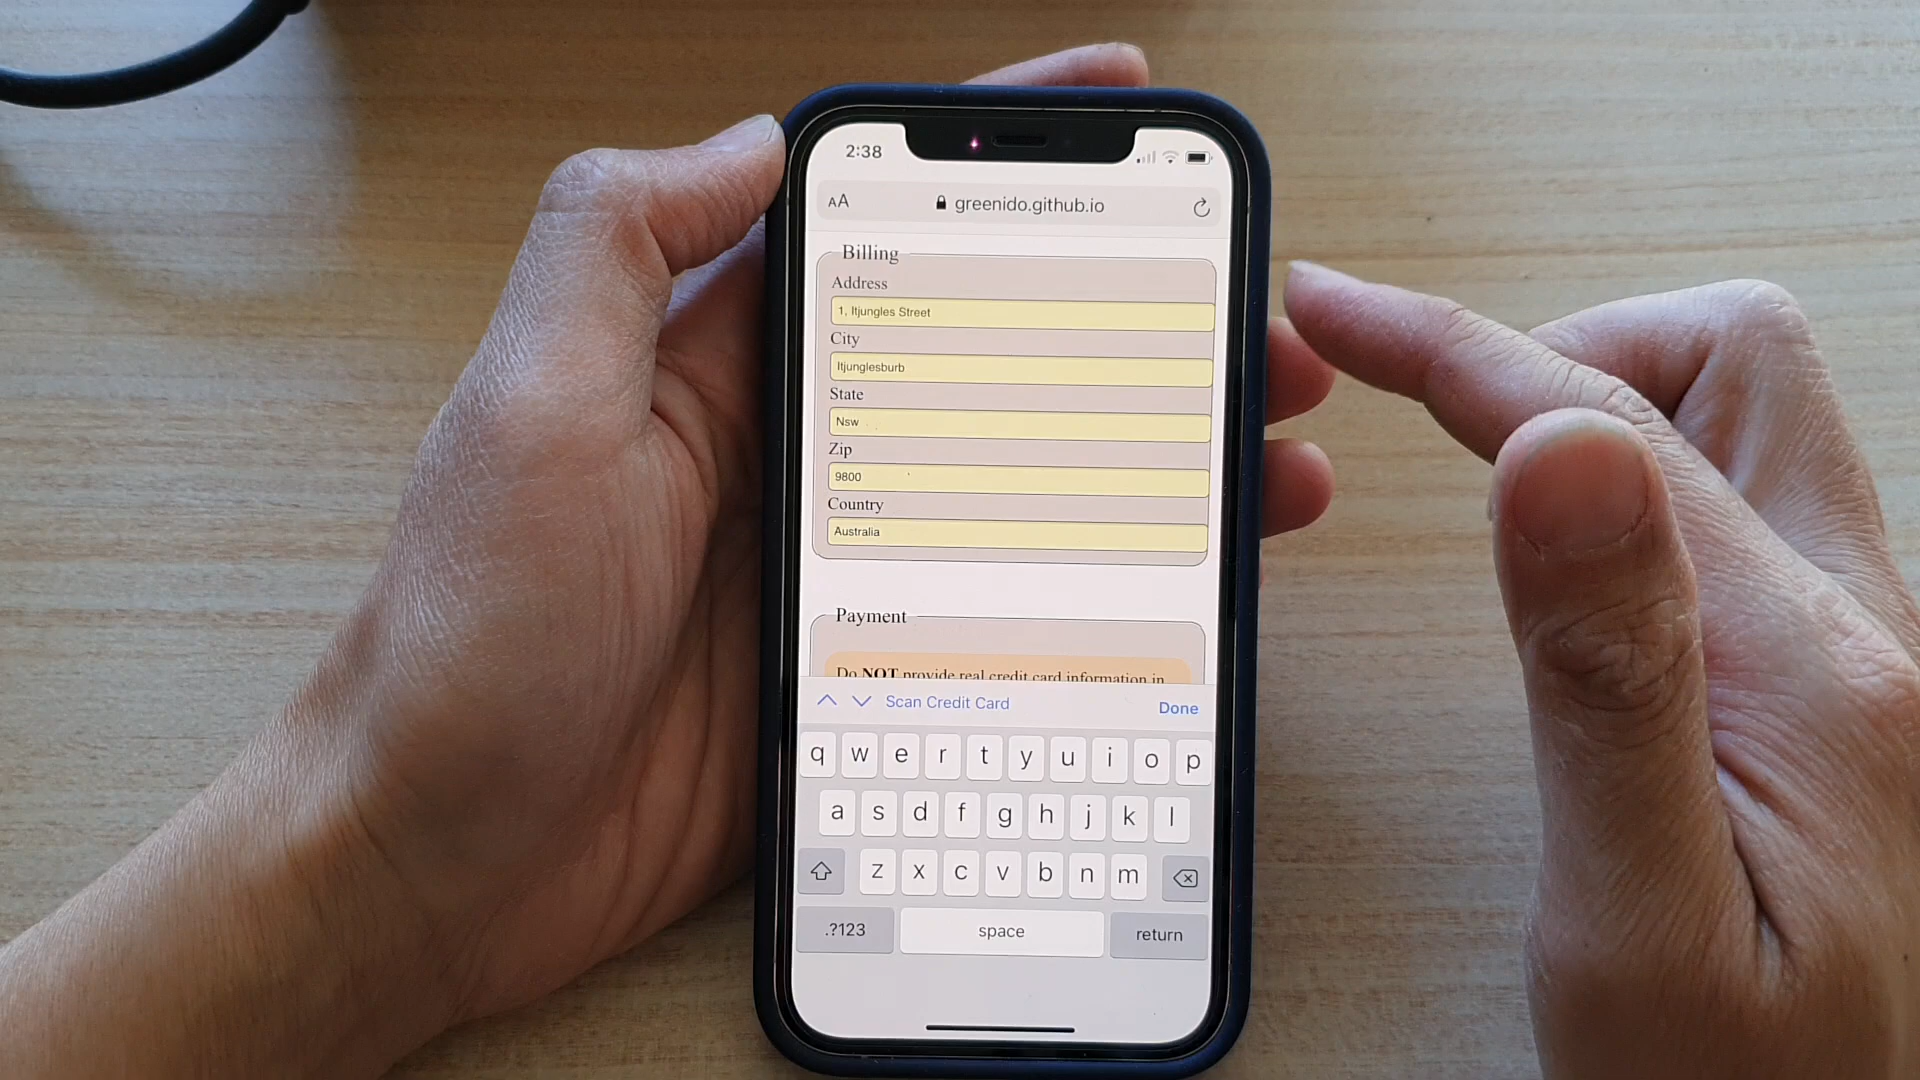 2:38
AA greenido.github.io
Billing
Address
1, Itjungles Street
City
Itjunglesburb
State
Nsw
Zip
9800
Country
Australia
Payment
Do NOT provide real credit card information in
Scan Credit Card Done
q w e r t y u i o p
a s d f g h j k l
z x c v b n m
.?123 space return